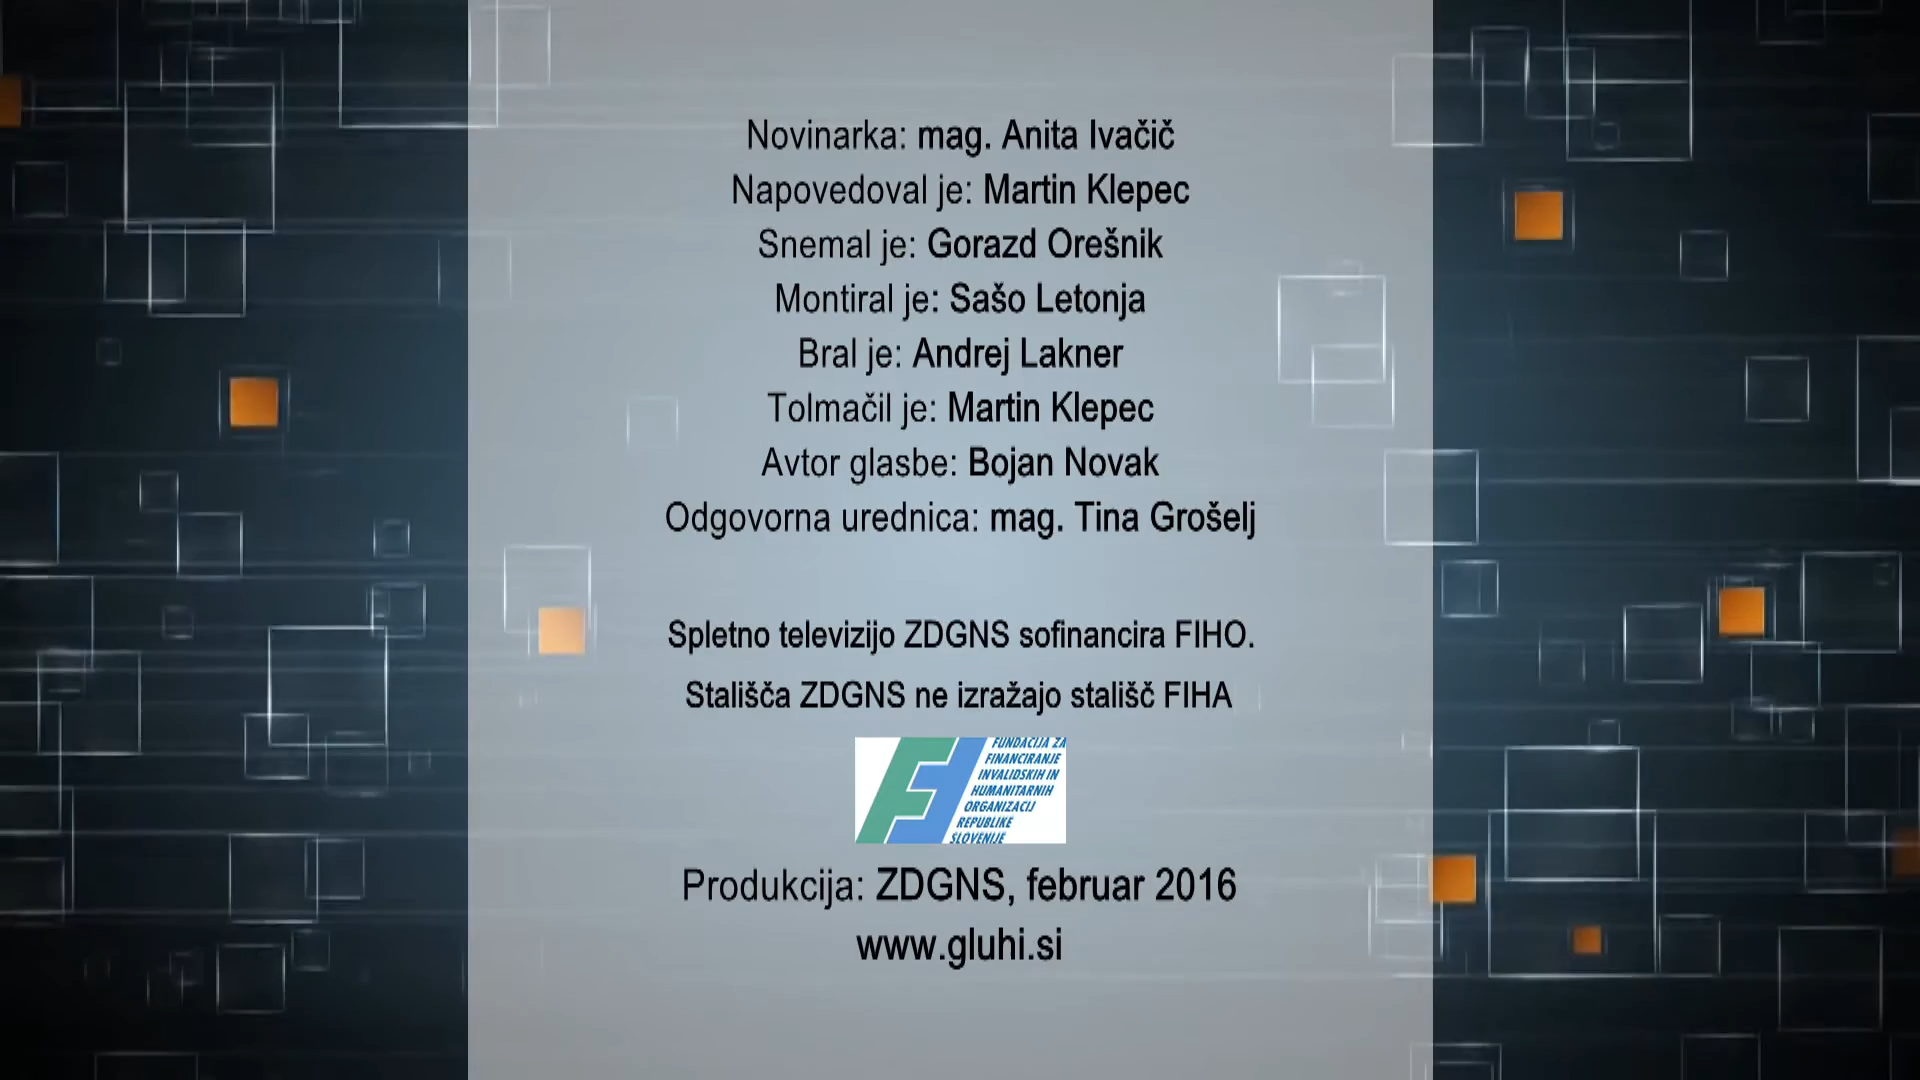 Novinarka: mag. Anita Ivačič
Napovedoval je: Martin Klepec
Snemal je: Gorazd Orešnik
Montiral je: Sašo Letonja
Bral je: Andrej Lakner
Tolmačil je: Martin Klepec
Avtor glasbe: Bojan Novak
Odgovorna urednica: mag. Tina Grošelj
Spletno televizijo ZDGNS sofinancira FIHO.
Stališča ZDGNS ne izražajo stališč FIHA
FUNDACIJA ZA
FINANCIRANJE
INVALIDSKIH IN
HUMANITARNIH
ORGANIZACIJ
REPUBLIKE
SLOVENIJE
Produkcija: ZDGNS, februar 2016
www.gluhi.si